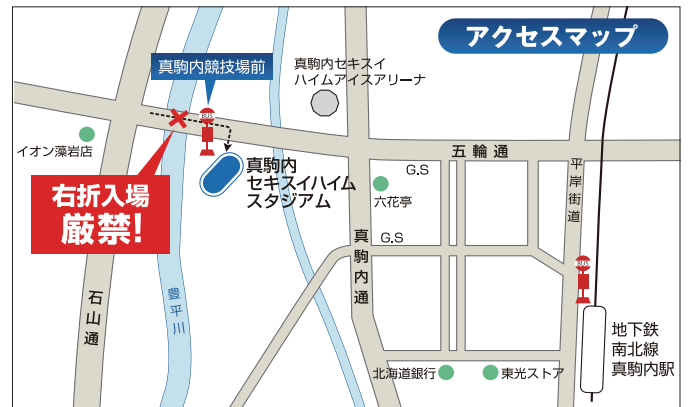 アクセスマップ
真駒内競技場前
真駒内セキスイ
ハイムアイスアリーナ
BUS
イオン藻岩店
五輪通
真駒内
セキスイハイム
スタジアム
G.S
平岸街道
右折入場
厳禁!
六花亭
G.S
真駒内通
BUS
石山通
豊平川
地下鉄
南北線
真駒内駅
北海道銀行
東光ストア